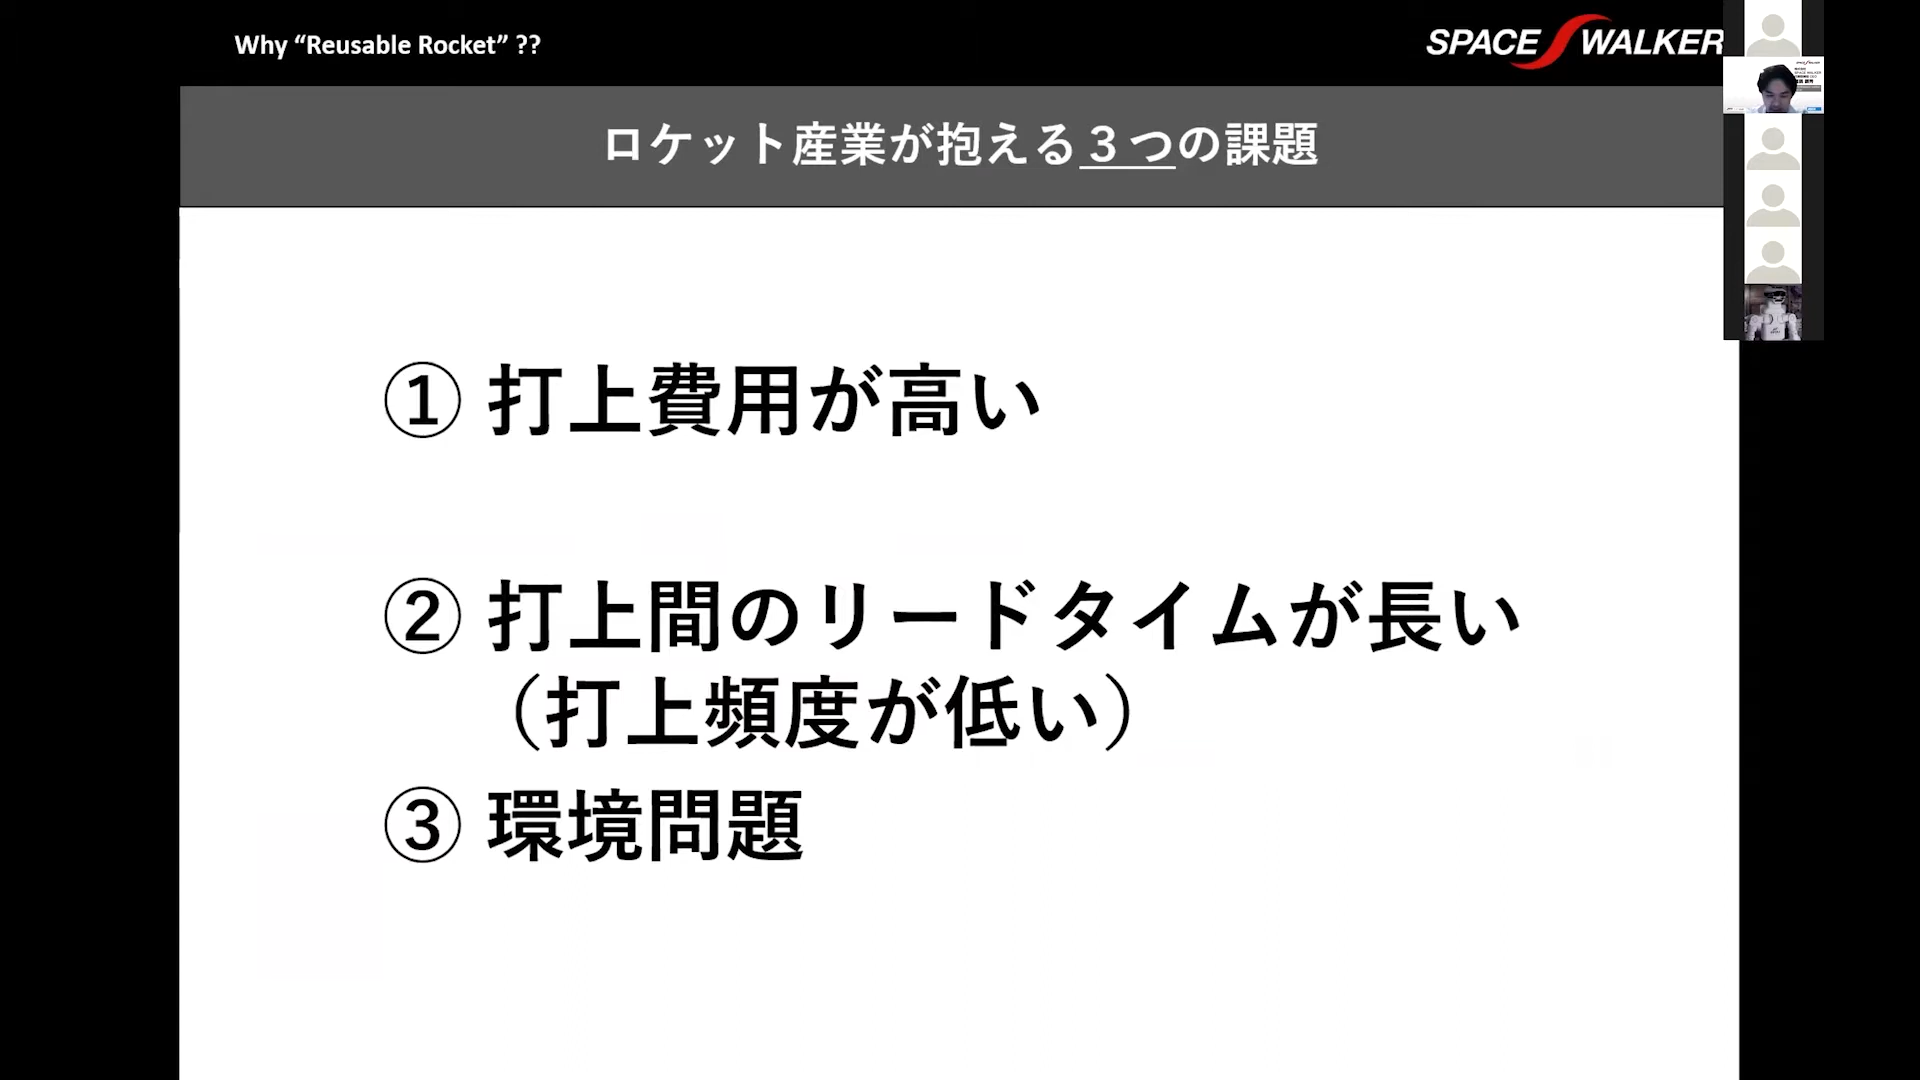 Why “Reusable Rocket” ??
SPACE WALKER
ロケット産業が抱える３つの課題
① 打上費用が高い
② 打上間のリードタイムが長い
（打上頻度が低い）
③ 環境問題